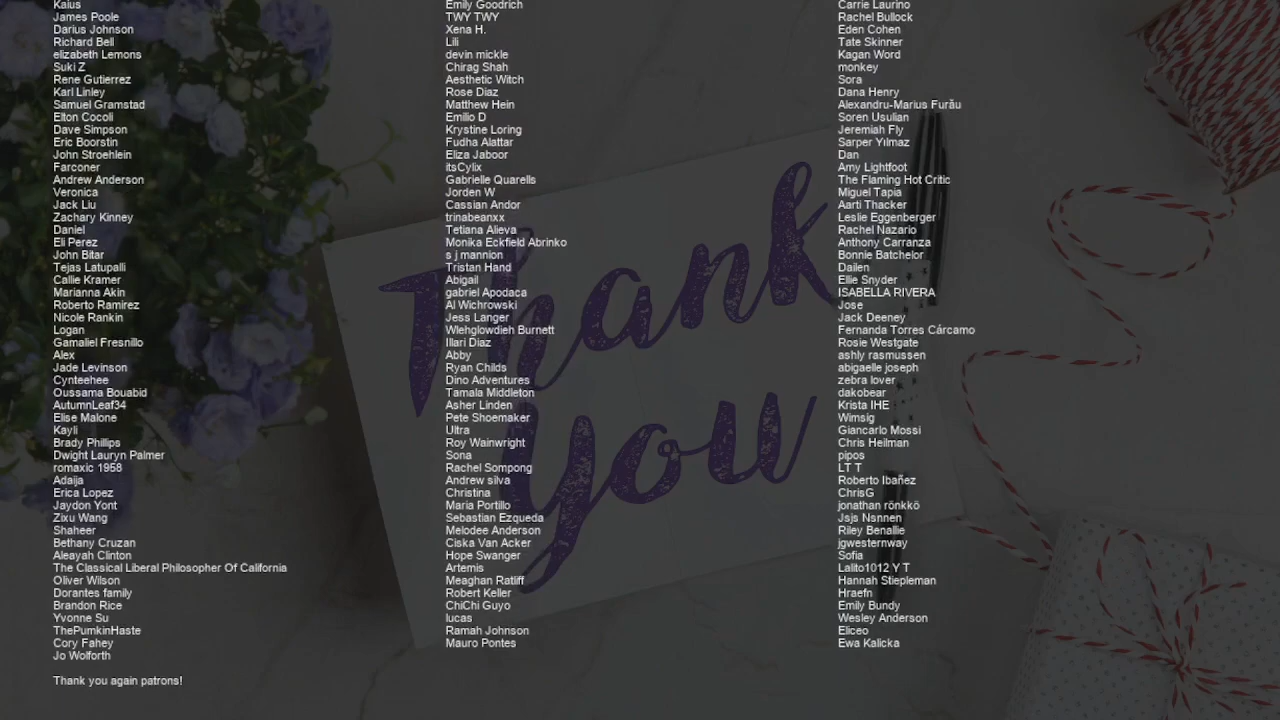 Kaius
James Poole
Darius Johnson
Richard Bell
elizabeth Lemons
Suki Z
Rene Gutierrez
Karl Linley
Samuel Gramstad
Elton Cocoli
Dave Simpson
Eric Boorstin
John Stroehlein
Farconer
Andrew Anderson
Veronica
Jack Liu
Zachary Kinney
Daniel
Eli Perez
John Bitar
Tejas Latupalli
Callie Kramer
Marianna Akin
Roberto Ramirez
Nicole Rankin
Logan
Gamaliel Fresnillo
Alex
Jade Levinson
Cynteehee
Oussama Bouabid
AutumnLeaf34
Elise Malone
Kayli
Brady Phillips
Dwight Lauryn Palmer
romaxic 1958
Adaija
Erica Lopez
Jaydon Yont
Zixu Wang
Shaheer
Bethany Cruzan
Aleayah Clinton
The Classical Liberal Philosopher Of California
Oliver Wilson
Dorantes family
Brandon Rice
Yvonne Su
ThePumkinHaste
Cory Fahey
Jo Wolforth
Thank you again patrons!
Emily Goodrich
TWY TWY
Xena H.
Lili
devin mickle
Chirag Shah
Aesthetic Witch
Rose Diaz
Matthew Hein
Emilio D
Krystine Loring
Fudha Alattar
Eliza Jaboor
itsCylix
Gabrielle Quarells
Jorden W
Cassian Andor
trinabeanxx
Tetiana Alieva
Monika Eckfield Abrinko
s j mannion
Tristan Hand
Abigail
gabriel Apodaca
Al Wichrowski
Jess Langer
Wlehglowdieh Burnett
Illari Diaz
Abby
Ryan Childs
Dino Adventures
Tamala Middleton
Asher Linden
Pete Shoemaker
Ultra
Roy Wainwright
Sona
Rachel Sompong
Andrew silva
Christina
Maria Portillo
Sebastian Ezqueda
Melodee Anderson
Ciska Van Acker
Hope Swanger
Artemis
Meaghan Ratliff
Robert Keller
ChiChi Guyo
lucas
Ramah Johnson
Mauro Pontes
Carrie Laurino
Rachel Bullock
Eden Cohen
Tate Skinner
Kagan Word
monkey
Sora
Dana Henry
Alexandru-Marius Furău
Soren Usulian
Jeremiah Fly
Sarper Yılmaz
Dan
Amy Lightfoot
The Flaming Hot Critic
Miguel Tapia
Aarti Thacker
Leslie Eggenberger
Rachel Nazario
Anthony Carranza
Bonnie Batchelor
Dailen
Ellie Snyder
ISABELLA RIVERA
Jose
Jack Deeney
Fernanda Torres Cárcamo
Rosie Westgate
ashly rasmussen
abigaelle joseph
zebra lover
dakobear
Krista IHE
Wimsig
Giancarlo Mossi
Chris Heilman
pipos
LT T
Roberto Ibañez
ChrisG
jonathan rönkkö
Jsjs Nsnnen
Riley Benallie
jgwesternway
Sofia
Lalito1012 Y T
Hannah Stiepleman
Hraefn
Emily Bundy
Wesley Anderson
Eliceo
Ewa Kalicka
Thank
you